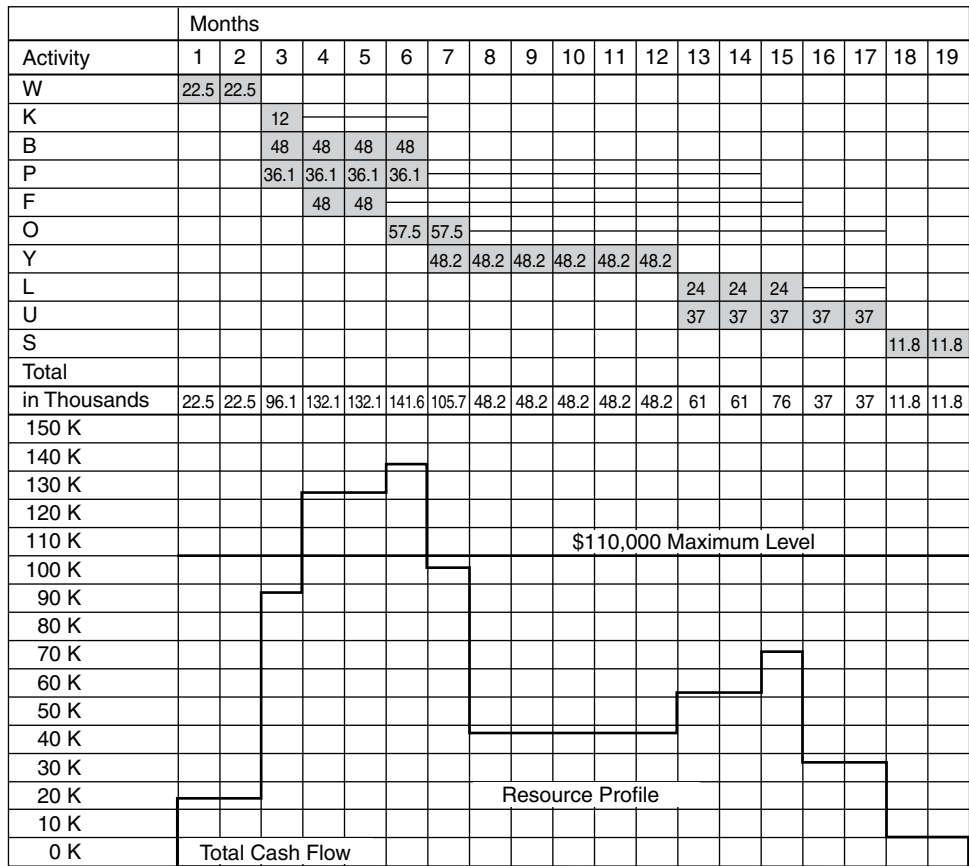 Months
Activity 1 2 3 4 5 6 7 8 9 10 11 12 13 14 15 16 17 18 19
W 22.5 22.5
K 12
B 48 48 48 48
P 36.1 36.1 36.1 36.1
F 48 48
O 57.5 57.5
Y 48.2 48.2 48.2 48.2 48.2 48.2
L 24 24 24
U 37 37 37 37 37
S 11.8 11.8
Total
in Thousands 22.5 22.5 96.1 132.1 132.1 141.6 105.7 48.2 48.2 48.2 48.2 48.2 61 61 76 37 37 11.8 11.8
150 K
140 K
130 K
120 K
110 K $110,000 Maximum Level
100 K
90 K
80 K
70 K
60 K
50 K
40 K
30 K
20 K Resource Profile
10 K
0 K Total Cash Flow